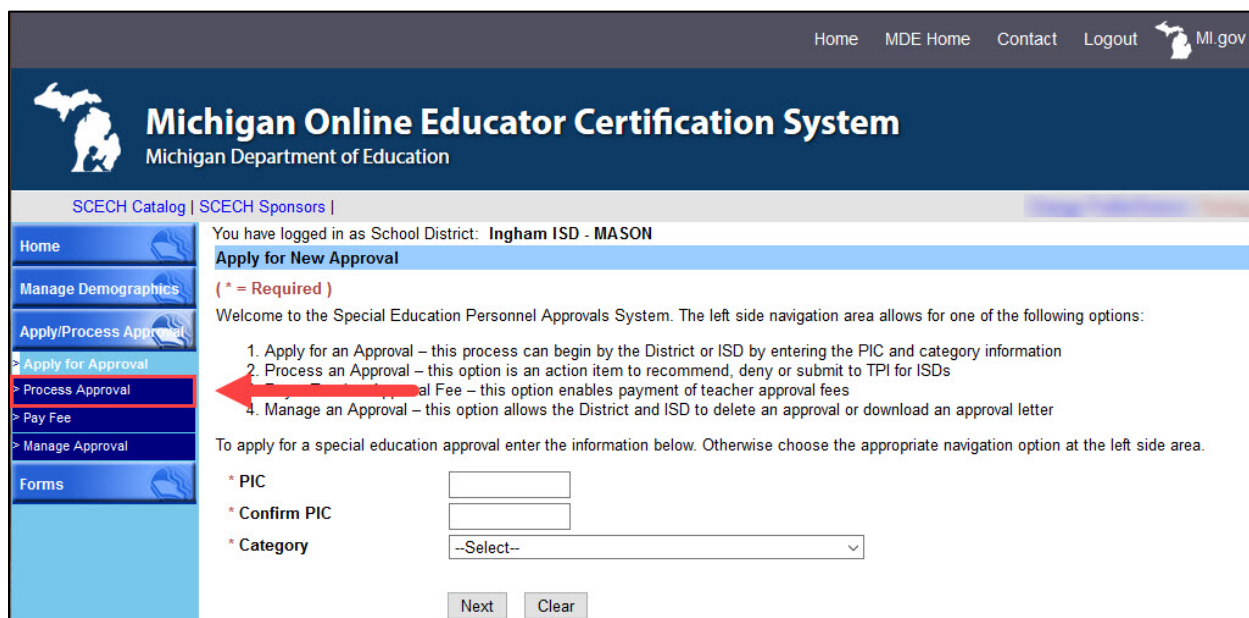 Home MDE Home Contact Logout MI.gov
Michigan Online Educator Certification System
Michigan Department of Education
SCECH Catalog | SCECH Sponsors |
Home
You have logged in as School District: Ingham ISD - MASON
Apply for New Approval
Manage Demographics
( * = Required )
Apply/Process Approval
Welcome to the Special Education Personnel Approvals System. The left side navigation area allows for one of the following options:
1. Apply for an Approval – this process can begin by the District or ISD by entering the PIC and category information
> Apply for Approval
2. Process an Approval – this option is an action item to recommend, deny or submit to TPI for ISDs
> Process Approval
Fee – this option enables payment of teacher approval fees
4. Manage an Approval – this option allows the District and ISD to delete an approval or download an approval letter
> Pay Fee
> Manage Approval
To apply for a special education approval enter the information below. Otherwise choose the appropriate navigation option at the left side area.
Forms
* PIC
* Confirm PIC
* Category --Select--
Next Clear